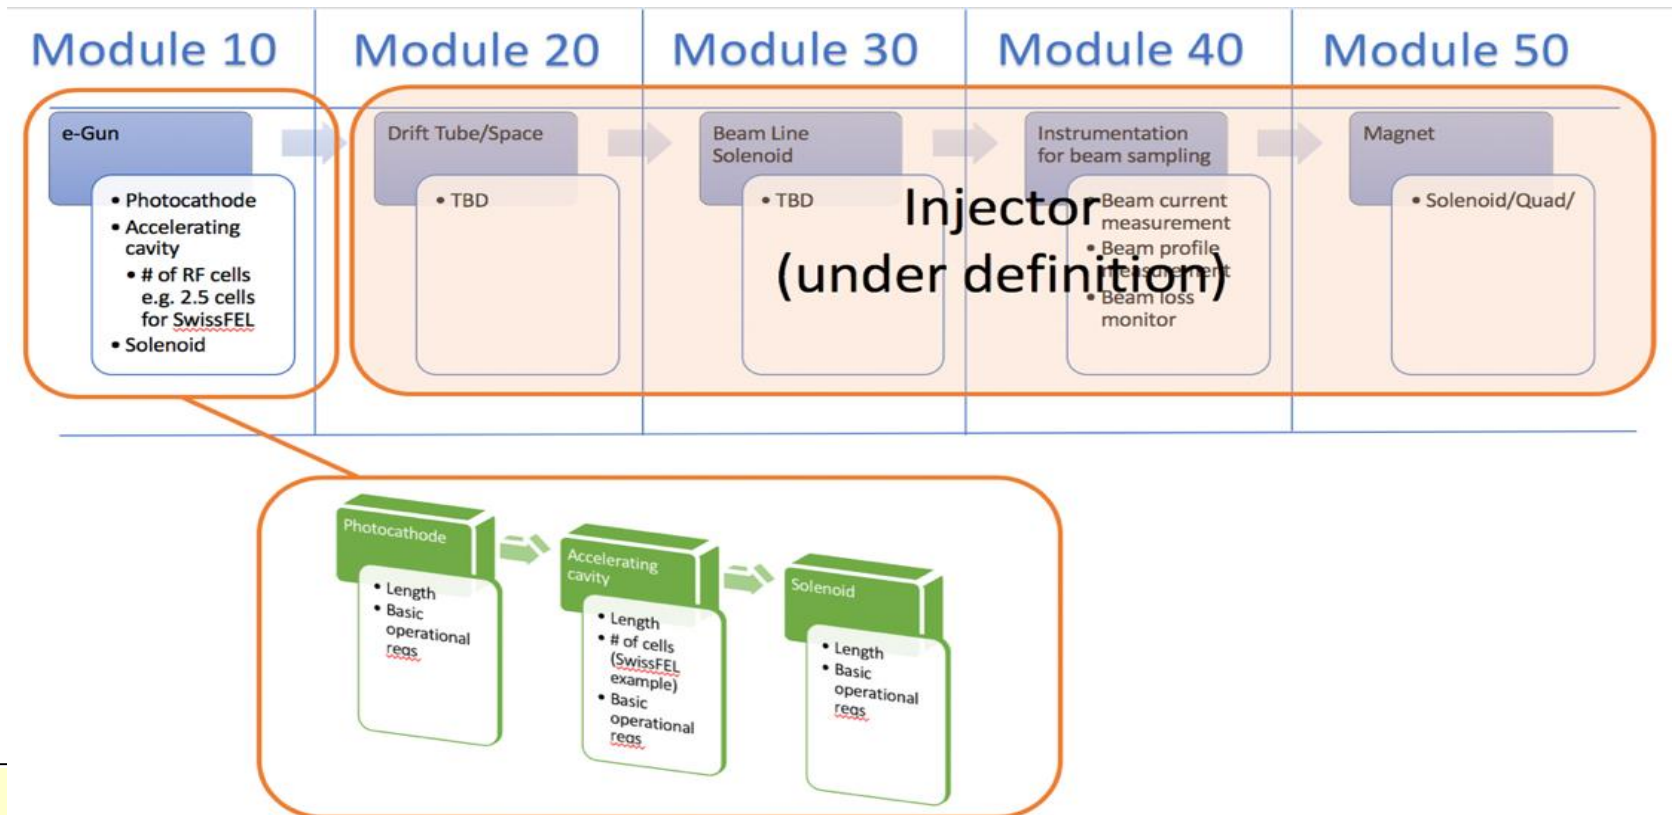 Module 10
Module 20
Module 30
Module 40
Module 50
e-Gun
• Photocathode
• Accelerating
cavity
• # of RF cells
e.g. 2.5 cells
for SwissFEL
• Solenoid
Drift Tube/Space
• TBD
Beam Line
Solenoid
• TBD
Instrumentation
for beam sampling
• Beam current
measurement
• Beam profile
measurement
• Beam loss
monitor
Magnet
• Solenoid/Quad/
Injector
(under definition)
Photocathode
• Length
• Basic
operational
reqs
Accelerating
cavity
• Length
• # of cells
(SwissFEL
example)
• Basic
operational
reqs
Solenoid
• Length
• Basic
operational
reqs